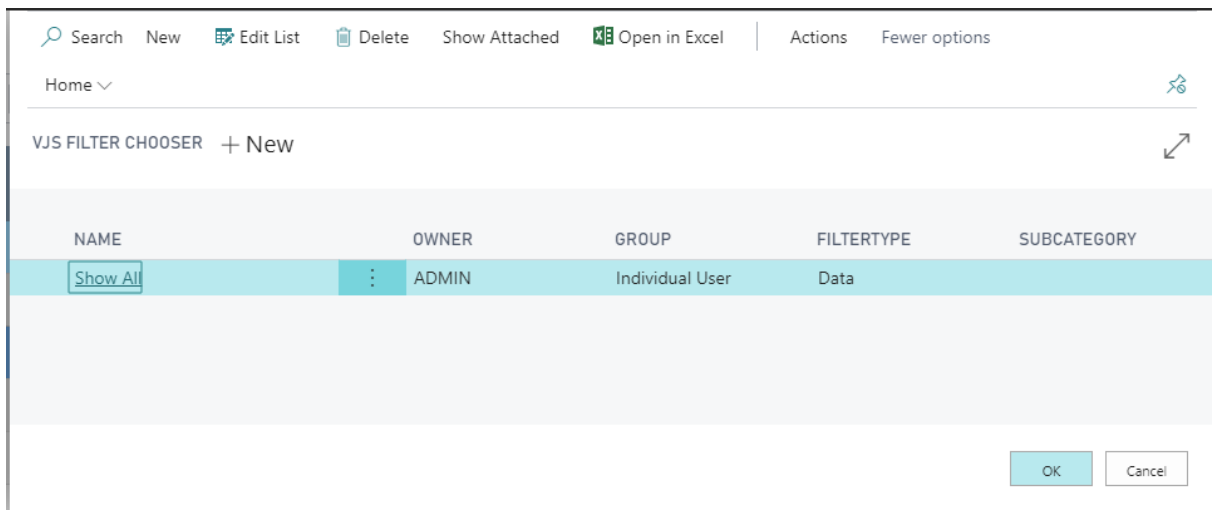 Search New Edit List Delete Show Attached Open in Excel Actions Fewer options
Home
VJS FILTER CHOOSER + New
NAME OWNER GROUP FILTERTYPE SUBCATEGORY
Show All ADMIN Individual User Data
OK Cancel